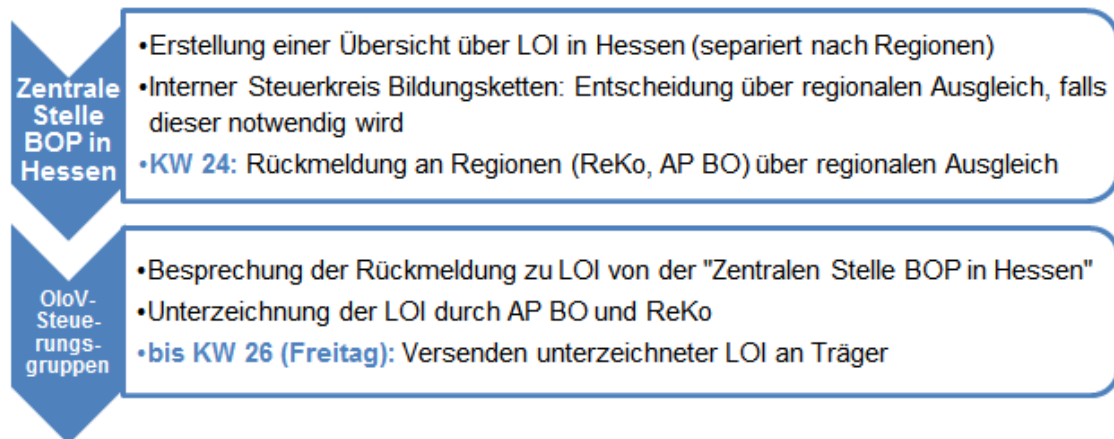 Zentrale
Stelle
BOP in
Hessen
•Erstellung einer Übersicht über LOI in Hessen (separiert nach Regionen)
•Interner Steuerkreis Bildungsketten: Entscheidung über regionalen Ausgleich, falls
dieser notwendig wird
•KW 24: Rückmeldung an Regionen (ReKo, AP BO) über regionalen Ausgleich
OloV-
Steue-
rungs-
gruppen
•Besprechung der Rückmeldung zu LOI von der "Zentralen Stelle BOP in Hessen"
•Unterzeichnung der LOI durch AP BO und ReKo
•bis KW 26 (Freitag): Versenden unterzeichneter LOI an Träger